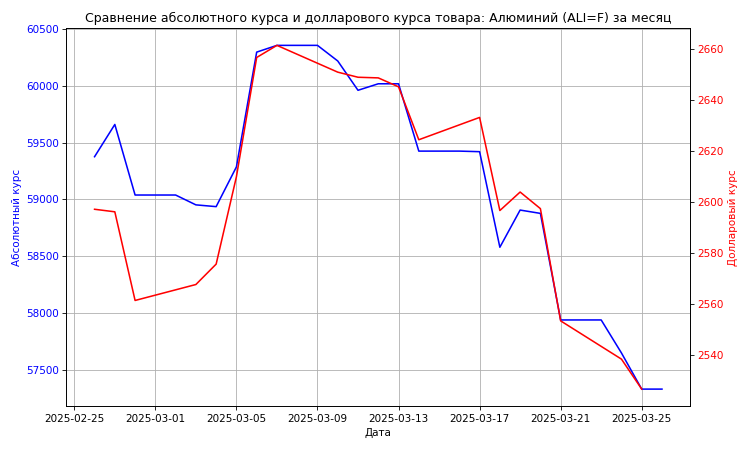 Сравнение абсолютного курса и долларового курса товара: Алюминий (ALI=F) за месяц
60500
60000
59500
59000
58500
58000
57500
Абсолютный курс
2660
2640
2620
2600
2580
2560
2540
Долларовый курс
2025-02-25 2025-03-01 2025-03-05 2025-03-09 2025-03-13 2025-03-17 2025-03-21 2025-03-25
Дата